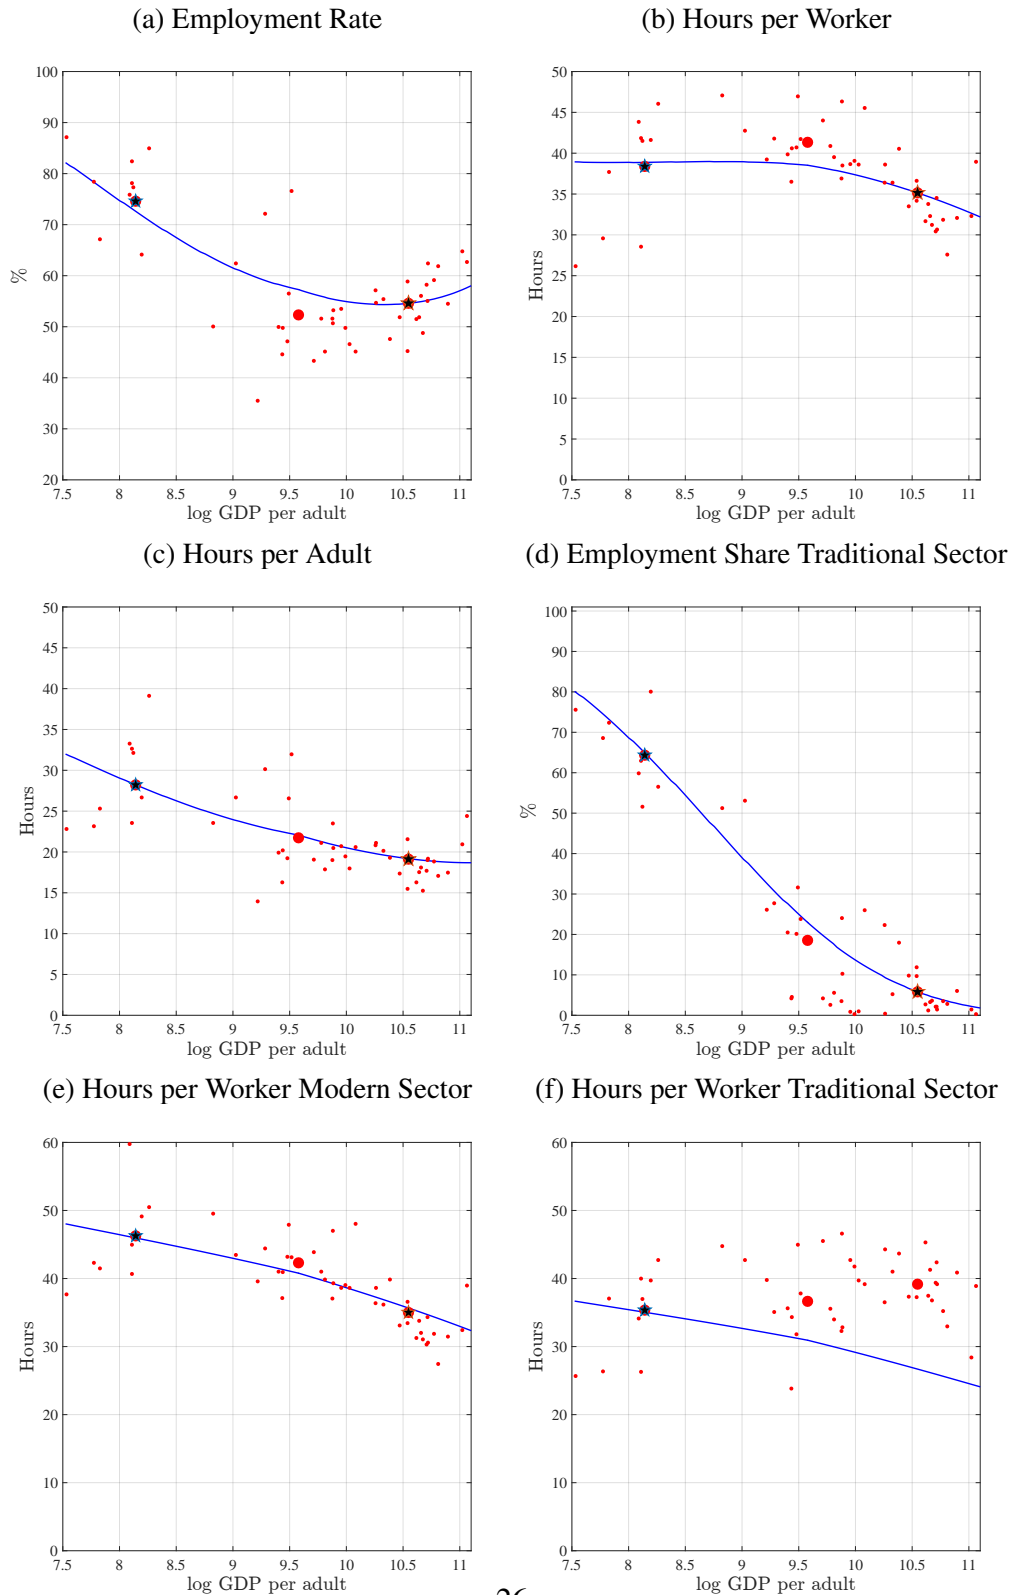 (a) Employment Rate
(b) Hours per Worker
100
90
80
70
60
50
40
30
20
%
7.5 8 8.5 9 9.5 10 10.5 11
log GDP per adult
50
45
40
35
30
25
20
15
10
5
0
Hours
7.5 8 8.5 9 9.5 10 10.5 11
log GDP per adult
(c) Hours per Adult
(d) Employment Share Traditional Sector
50
45
40
35
30
25
20
15
10
5
0
Hours
7.5 8 8.5 9 9.5 10 10.5 11
log GDP per adult
100
90
80
70
60
50
40
30
20
10
0
%
7.5 8 8.5 9 9.5 10 10.5 11
log GDP per adult
(e) Hours per Worker Modern Sector
(f) Hours per Worker Traditional Sector
60
50
40
30
20
10
0
Hours
7.5 8 8.5 9 9.5 10 10.5 11
log GDP per adult
60
50
40
30
20
10
0
Hours
7.5 8 8.5 9 9.5 10 10.5 11
log GDP per adult